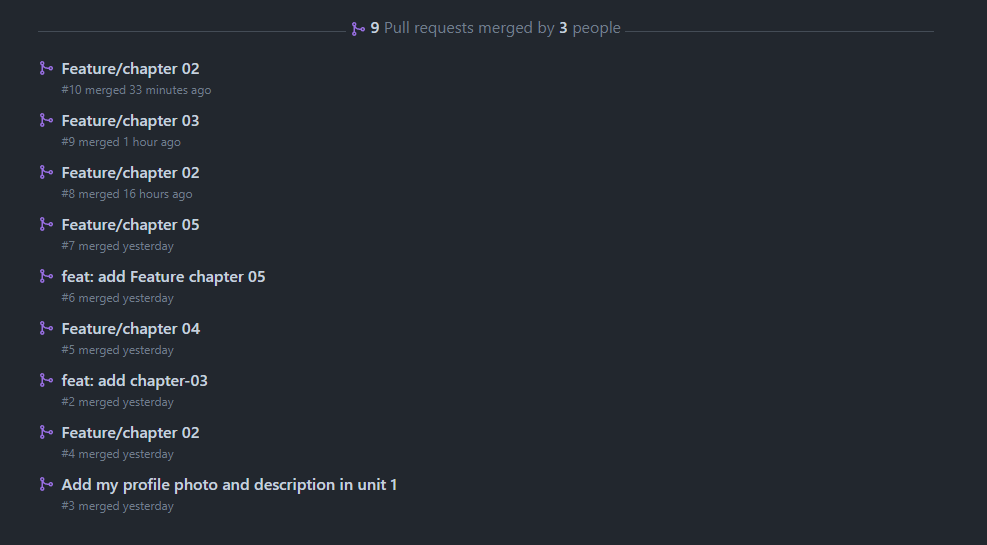 9 Pull requests merged by 3 people
Feature/chapter 02
#10 merged 33 minutes ago
Feature/chapter 03
#9 merged 1 hour ago
Feature/chapter 02
#8 merged 16 hours ago
Feature/chapter 05
#7 merged yesterday
feat: add Feature chapter 05
#6 merged yesterday
Feature/chapter 04
#5 merged yesterday
feat: add chapter-03
#2 merged yesterday
Feature/chapter 02
#4 merged yesterday
Add my profile photo and description in unit 1
#3 merged yesterday